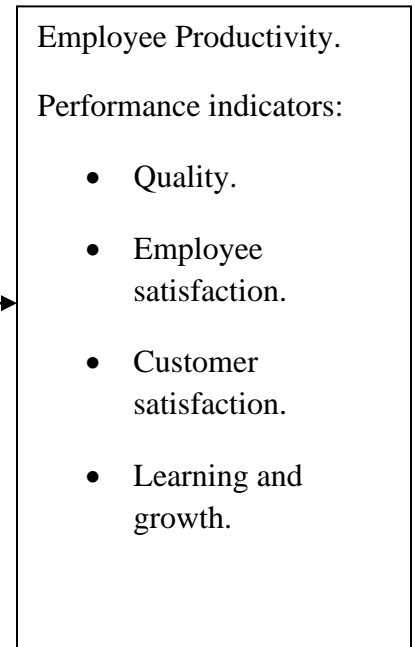 Employee Productivity.
Performance indicators:
• Quality.
• Employee
satisfaction.
• Customer
satisfaction.
• Learning and
growth.